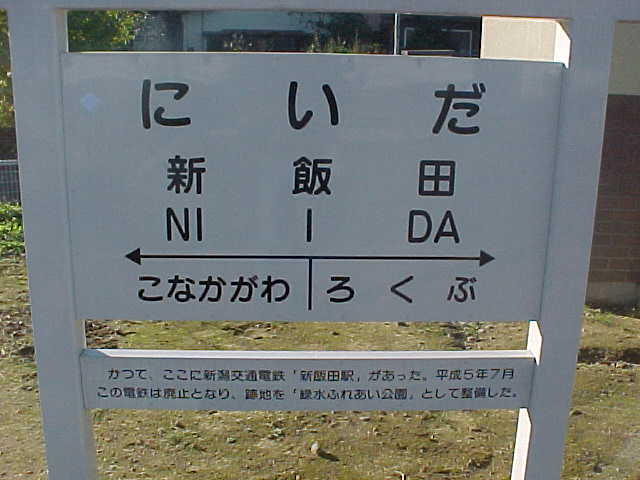 にいだ
新飯田
NI I DA
こなかがわ ろくぶ
かつて、ここに新潟交通電鉄「新飯田駅」があった。平成5年7月
この電鉄は廃止となり、跡地を「緑水ふれあい公園」として整備した。